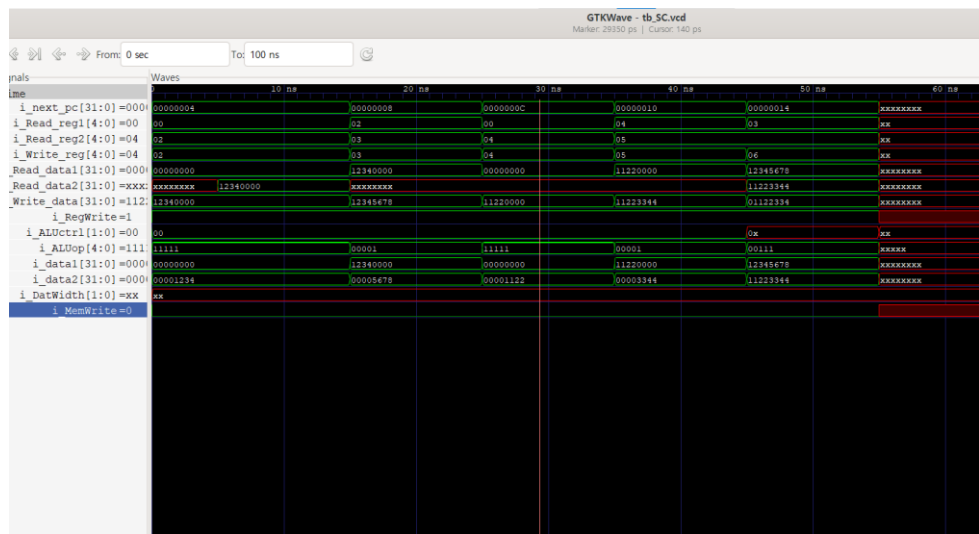 GTKWave - tb_SC.vcd
Marker: 29350 ps | Cursor: 140 ps
From: 0 sec To: 100 ns
gnals Waves
ime 0 10 ns 20 ns 30 ns 40 ns 50 ns 60 ns
i_next_pc[31:0] =000 00000004 00000008 0000000C 00000010 00000014 xxxxxxxx
i_Read_reg1[4:0] =00 00 02 00 04 03 xx
i_Read_reg2[4:0] =04 02 03 04 05 xx
i_Write_reg[4:0] =04 02 03 04 05 06 xx
_Read_data1[31:0] =000 00000000 12340000 00000000 11220000 12345678 xxxxxxxx
_Read_data2[31:0] =xxx xxxxxxxx 12340000 xxxxxxxx 11223344 xxxxxxxx
_Write_data[31:0] =112 12340000 12345678 11220000 11223344 01122334 xxxxxxxx
i_RegWrite =1
i_ALUctrl[1:0] =00 00 0x xx
i_ALUop[4:0] =111 11111 00001 11111 00001 00111 xxxxx
i_data1[31:0] =000 00000000 12340000 00000000 11220000 12345678 xxxxxxxx
i_data2[31:0] =000 00001234 00005678 00001122 00003344 11223344 xxxxxxxx
i_DatWidth[1:0] =xx xx
i_MemWrite =0